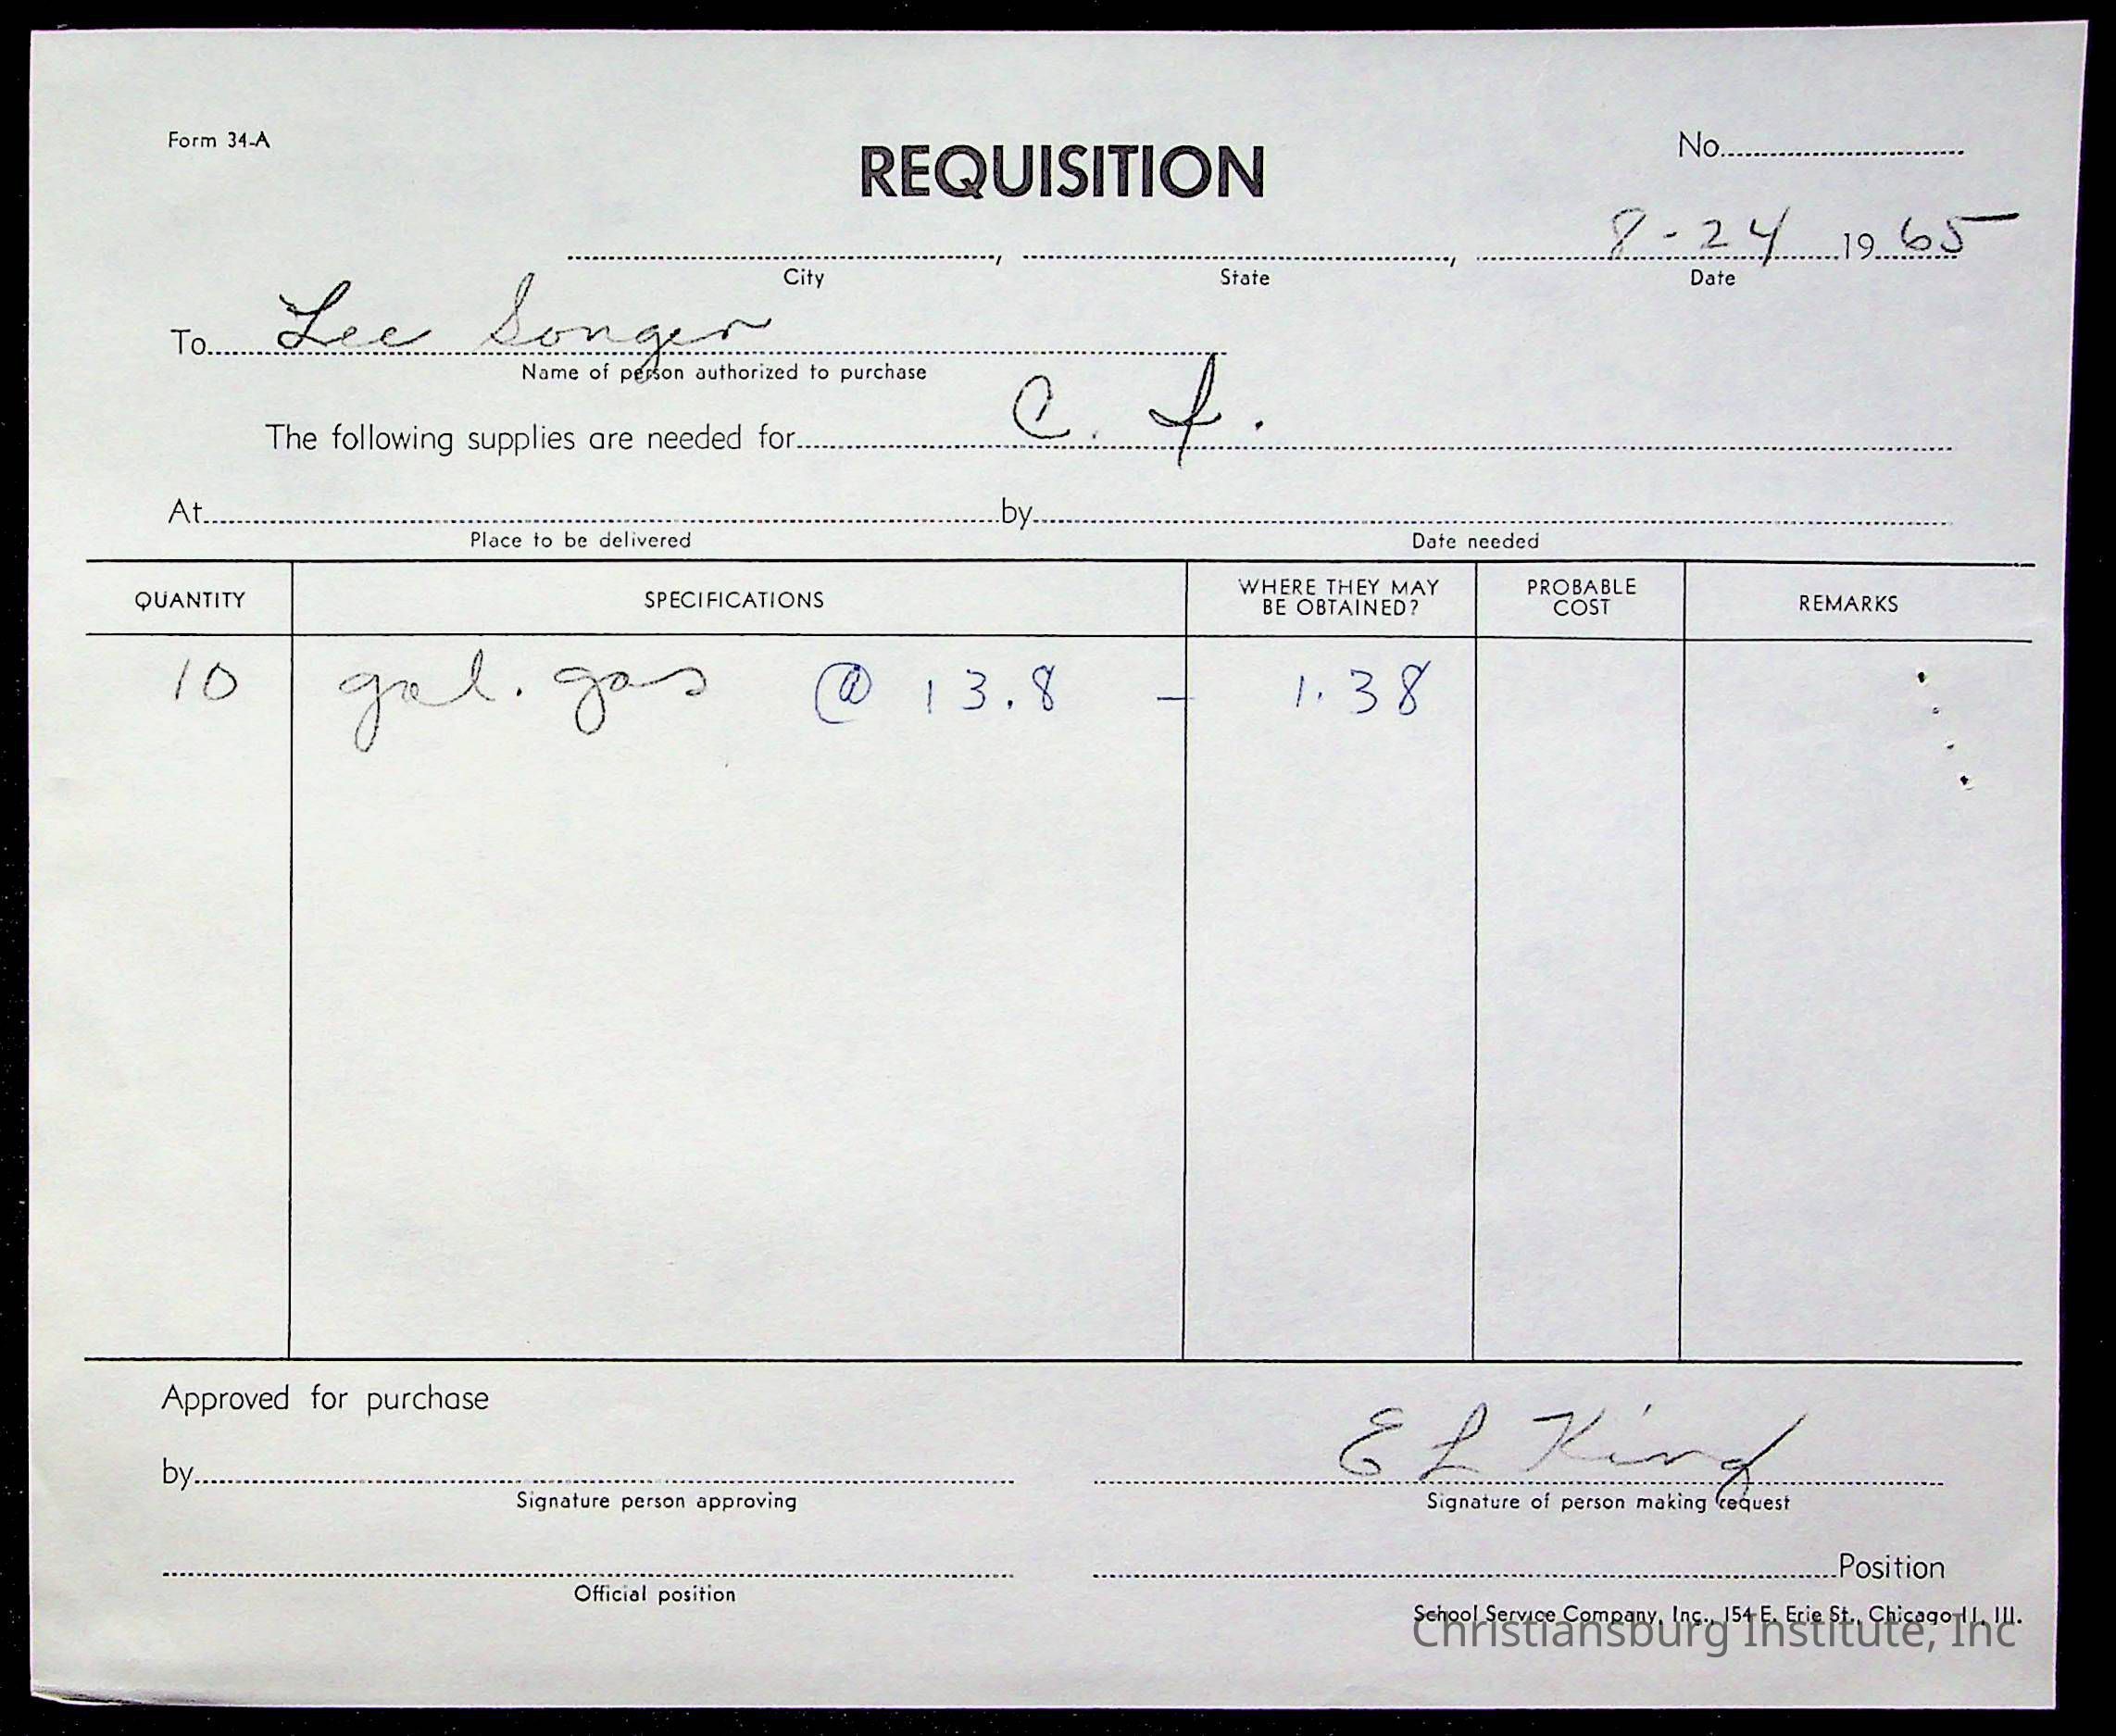 Form 34-A
REQUISITION
No.
8-24 1965
City State Date
To Lee Songer
Name of person authorized to purchase
The following supplies are needed for C. I.
At by
Place to be delivered Date needed
QUANTITY SPECIFICATIONS WHERE THEY MAY BE OBTAINED? PROBABLE COST REMARKS
10 gal. gas @ 13.8 - 1.38
Approved for purchase
E L King
by
Signature person approving Signature of person making request
Position
Official position
School Service Company, Inc., 154 E. Erie St., Chicago 11, Ill.
Christiansburg Institute, Inc